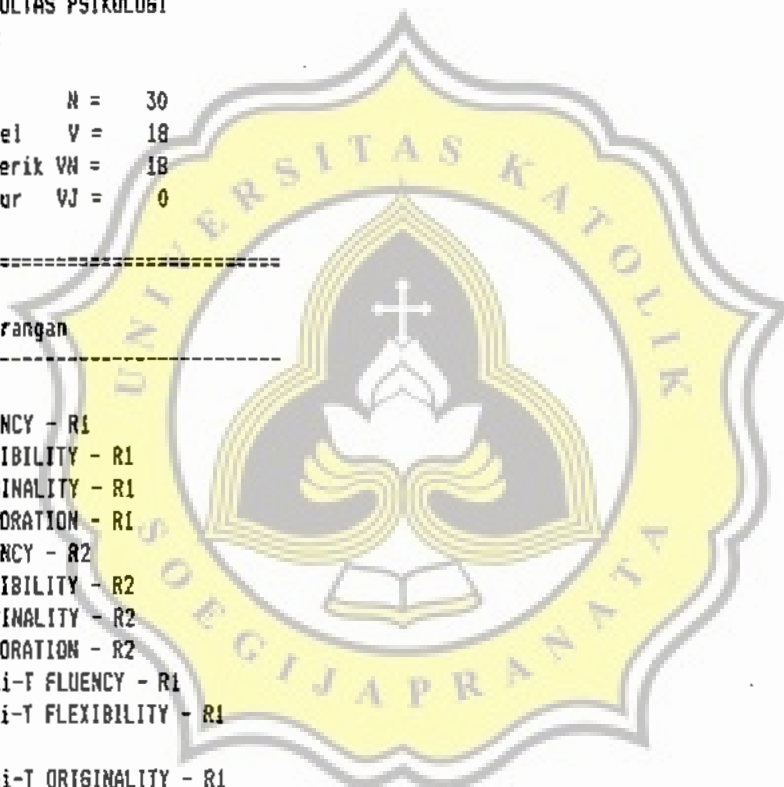 ULTAS PSIKOLOGI
N = 30
el V = 18
erik VN = 18
ur VJ = 0
==========================
rangan
--------------------------
NCY - R1
IBILITY - R1
INALITY - R1
ORATION - R1
NCY - R2
IBILITY - R2
INALITY - R2
ORATION - R2
i-T FLUENCY - R1
i-T FLEXIBILITY - R1
i-T ORIGINALITY - R1
UNIVERSITAS KATOLIK
SOEGIJAPRANATA